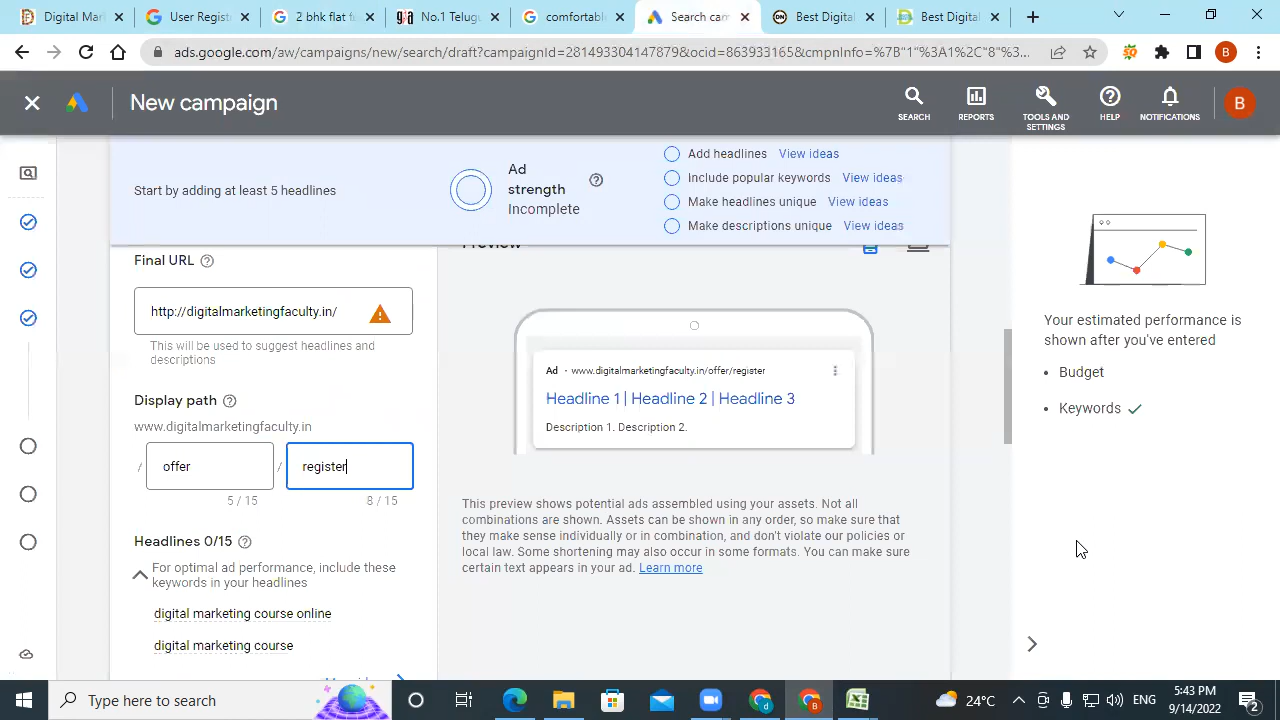 Digital Mark
User Registr
2 bhk flat f
No.1 Telugu
comfortable
Search cam
Best Digital
Best Digital
ads.google.com/aw/campaigns/new/search/draft?campaignId=281493304147879&ocid=863933163&cmpnInfo=%7B"1"%3A1%2C"8"%3...
B
New campaign
SEARCH
REPORTS
TOOLS AND
SETTINGS
HELP
NOTIFICATIONS
B
Start by adding at least 5 headlines
Ad
strength
Incomplete
Add headlines View ideas
Include popular keywords View ideas
Make headlines unique View ideas
Make descriptions unique View ideas
Preview
Final URL
http://digitalmarketingfaculty.in/
This will be used to suggest headlines and
descriptions
Display path
www.digitalmarketingfaculty.in
/ offer / register
5 / 15 8 / 15
Headlines 0/15
For optimal ad performance, include these
keywords in your headlines
digital marketing course online
digital marketing course
Ad · www.digitalmarketingfaculty.in/offer/register
Headline 1 | Headline 2 | Headline 3
Description 1. Description 2.
This preview shows potential ads assembled using your assets. Not all
combinations are shown. Assets can be shown in any order, so make sure that
they make sense individually or in combination, and don't violate our policies or
local law. Some shortening may also occur in some formats. You can make
sure certain text appears in your ad. Learn more
Your estimated performance is
shown after you've entered
• Budget
• Keywords
Type here to search
24°C
ENG
5:43 PM
9/14/2022
2